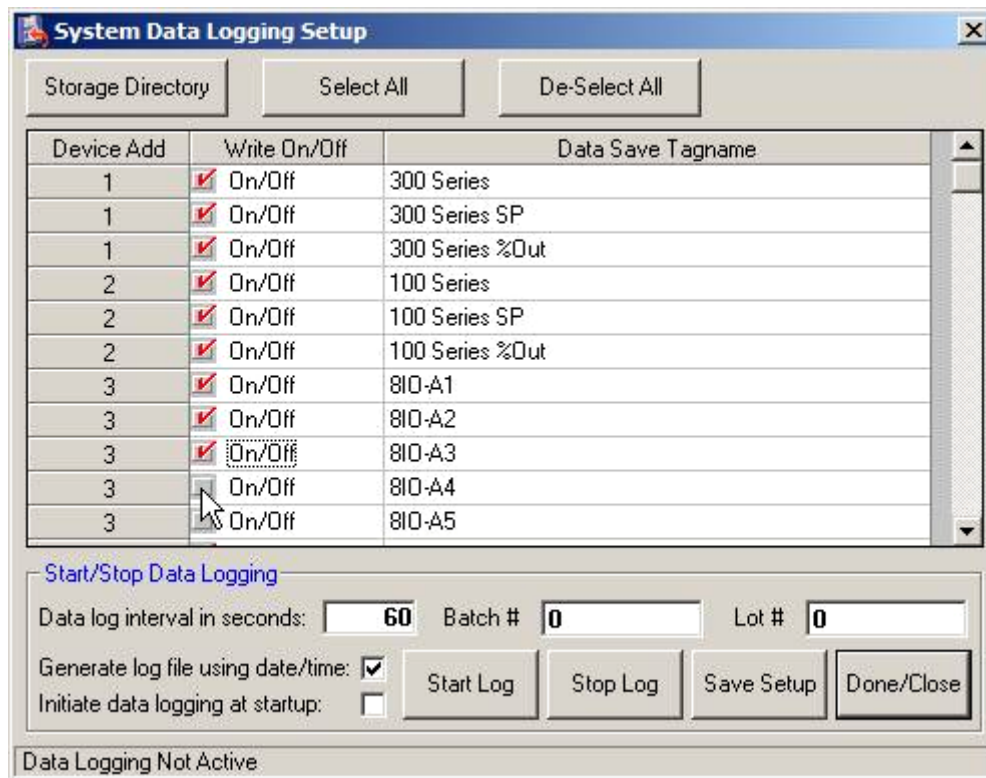 System Data Logging Setup
Storage Directory Select All De-Select All
Device Add Write On/Off Data Save Tagname
1 On/Off 300 Series
1 On/Off 300 Series SP
1 On/Off 300 Series %Out
2 On/Off 100 Series
2 On/Off 100 Series SP
2 On/Off 100 Series %Out
3 On/Off 8IO-A1
3 On/Off 8IO-A2
3 On/Off 8IO-A3
3 On/Off 8IO-A4
3 On/Off 8IO-A5
Start/Stop Data Logging
Data log interval in seconds: 60 Batch # 0 Lot # 0
Generate log file using date/time:
Initiate data logging at startup:
Start Log Stop Log Save Setup Done/Close
Data Logging Not Active